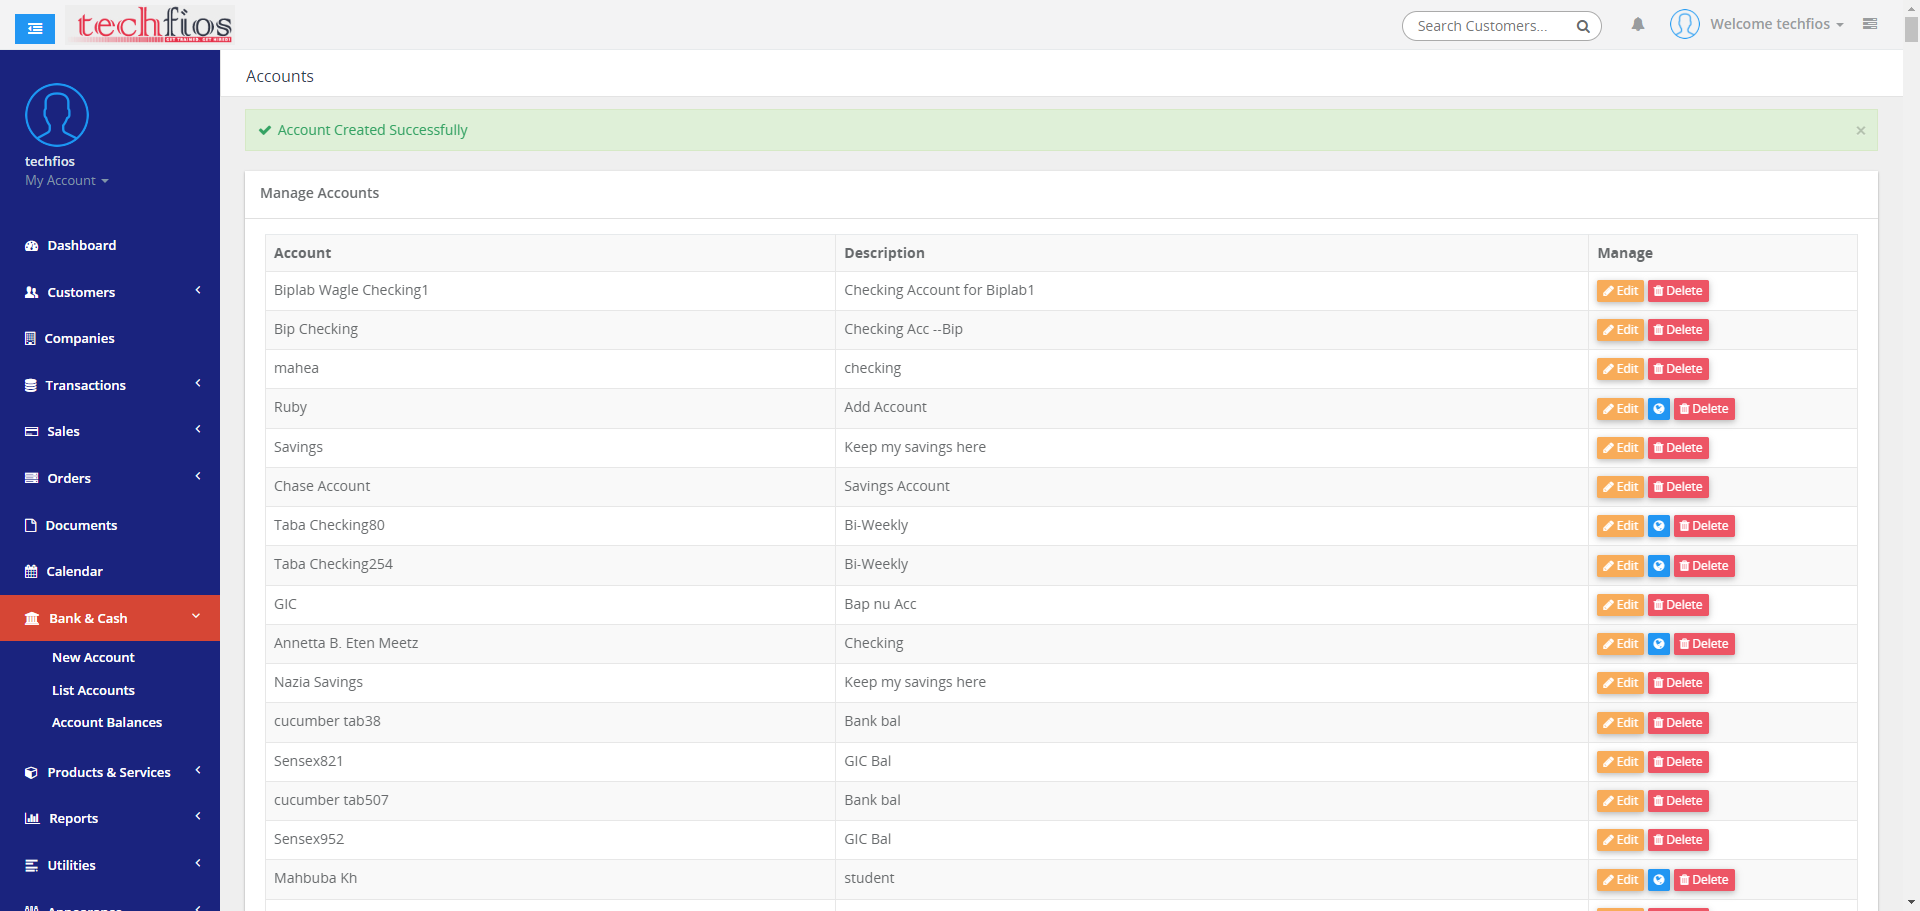 techfios
Search Customers...
Welcome techfios
techfios
My Account
Dashboard
Customers
Companies
Transactions
Sales
Orders
Documents
Calendar
Bank & Cash
New Account
List Accounts
Account Balances
Products & Services
Reports
Utilities
Appearance
Accounts
Account Created Successfully
×
Manage Accounts
Account Description Manage
Biplab Wagle Checking1 Checking Account for Biplab1 Edit Delete
Bip Checking Checking Acc --Bip Edit Delete
mahea checking Edit Delete
Ruby Add Account Edit Delete
Savings Keep my savings here Edit Delete
Chase Account Savings Account Edit Delete
Taba Checking80 Bi-Weekly Edit Delete
Taba Checking254 Bi-Weekly Edit Delete
GIC Bap nu Acc Edit Delete
Annetta B. Eten Meetz Checking Edit Delete
Nazia Savings Keep my savings here Edit Delete
cucumber tab38 Bank bal Edit Delete
Sensex821 GIC Bal Edit Delete
cucumber tab507 Bank bal Edit Delete
Sensex952 GIC Bal Edit Delete
Mahbuba Kh student Edit Delete